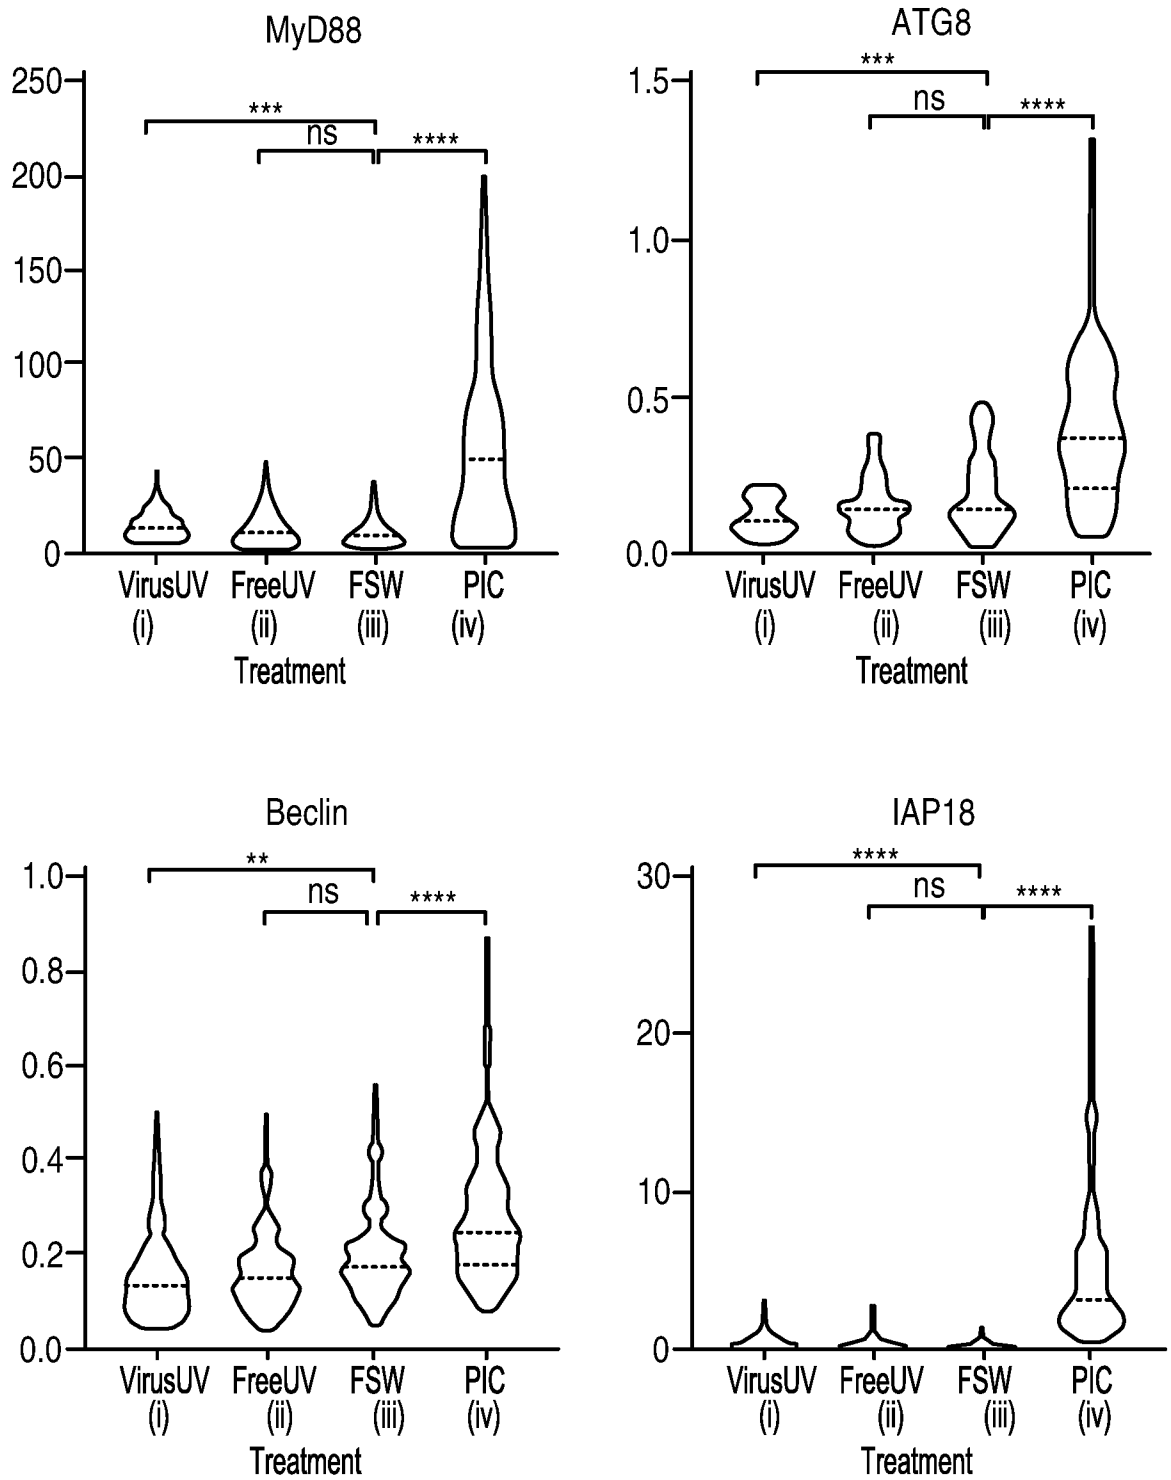 MyD88
250
200
150
100
50
0
***
ns
****
VirusUV FreeUV FSW PIC
(i) (ii) (iii) (iv)
Treatment
ATG8
1.5
1.0
0.5
0.0
***
ns
****
VirusUV FreeUV FSW PIC
(i) (ii) (iii) (iv)
Treatment
Beclin
1.0
0.8
0.6
0.4
0.2
0.0
**
ns
****
VirusUV FreeUV FSW PIC
(i) (ii) (iii) (iv)
Treatment
IAP18
30
20
10
0
****
ns
****
VirusUV FreeUV FSW PIC
(i) (ii) (iii) (iv)
Treatment